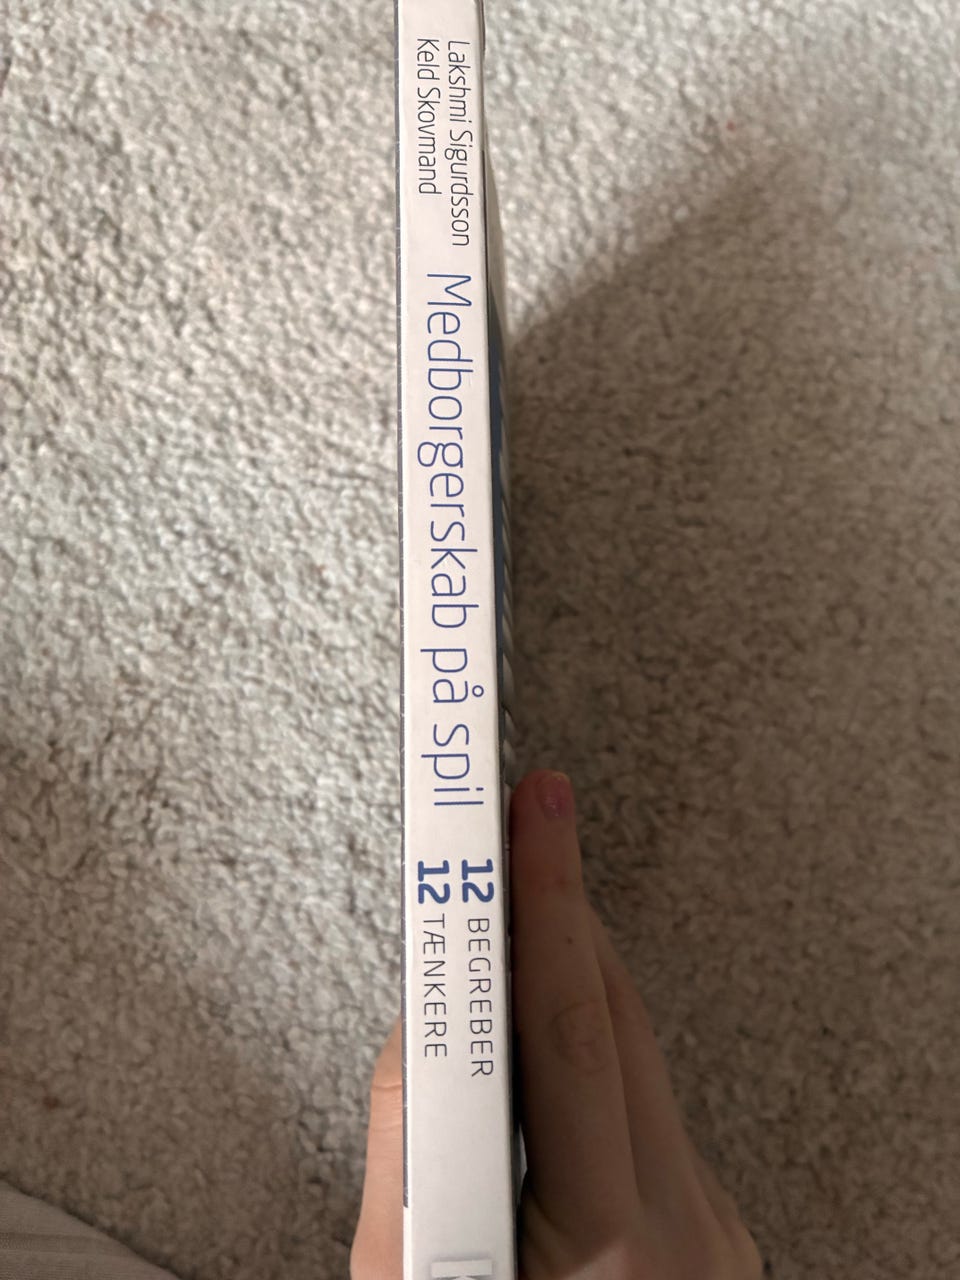 Lakshmi Sigurdsson
Keld Skovmand
Medborgerskab på spil
12 BEGREBER
12 TÆNKERE